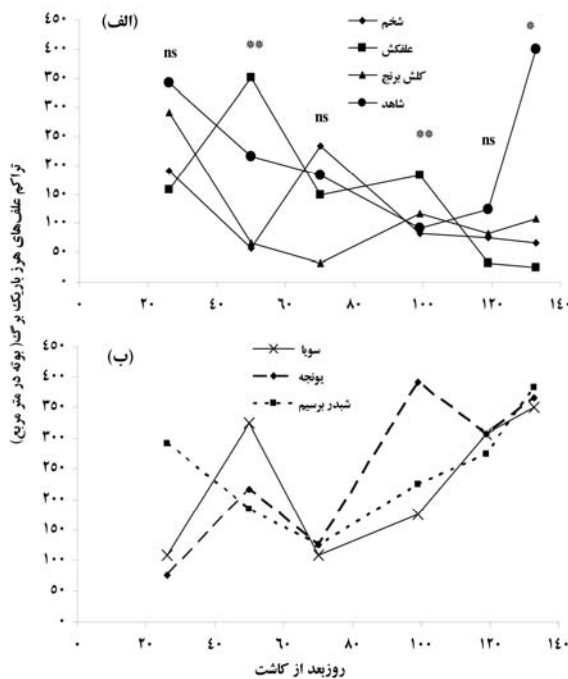 (الف)
شخم
علفکش
کلش برنج
شاهد
ns
**
ns
**
ns
*
۴۵۰
۴۰۰
۳۵۰
۳۰۰
۲۵۰
۲۰۰
۱۵۰
۱۰۰
۵۰
۰
۰ ۲۰ ۴۰ ۶۰ ۸۰ ۱۰۰ ۱۲۰ ۱۴۰
تراکم علف‌های هرز باریک برگ (بوته در متر مربع)
(ب)
سویا
یونجه
شبدر برسیم
۴۵۰
۴۰۰
۳۵۰
۳۰۰
۲۵۰
۲۰۰
۱۵۰
۱۰۰
۵۰
۰
۰ ۲۰ ۴۰ ۶۰ ۸۰ ۱۰۰ ۱۲۰ ۱۴۰
روزبعد از کاشت